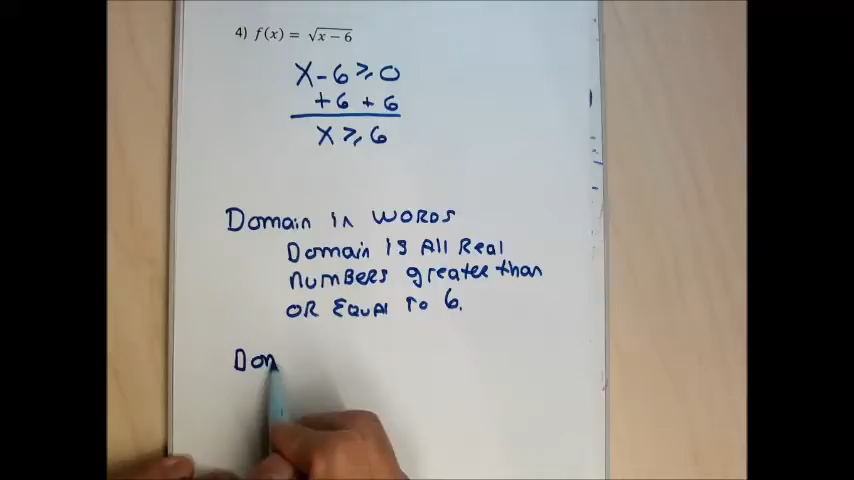 4) f(x) = √x − 6
X - 6 ≥ 0
+6 + 6
X ≥ 6
Domain in WORDS
Domain is All Real
numBers greater than
OR EQUAl to 6.
Dom